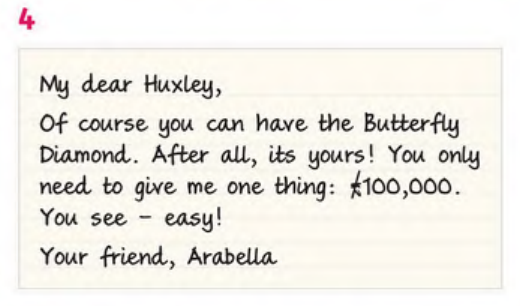 4
My dear Huxley,
Of course you can have the Butterfly
Diamond. After all, its yours! You only
need to give me one thing: £100,000.
You see – easy!
Your friend, Arabella